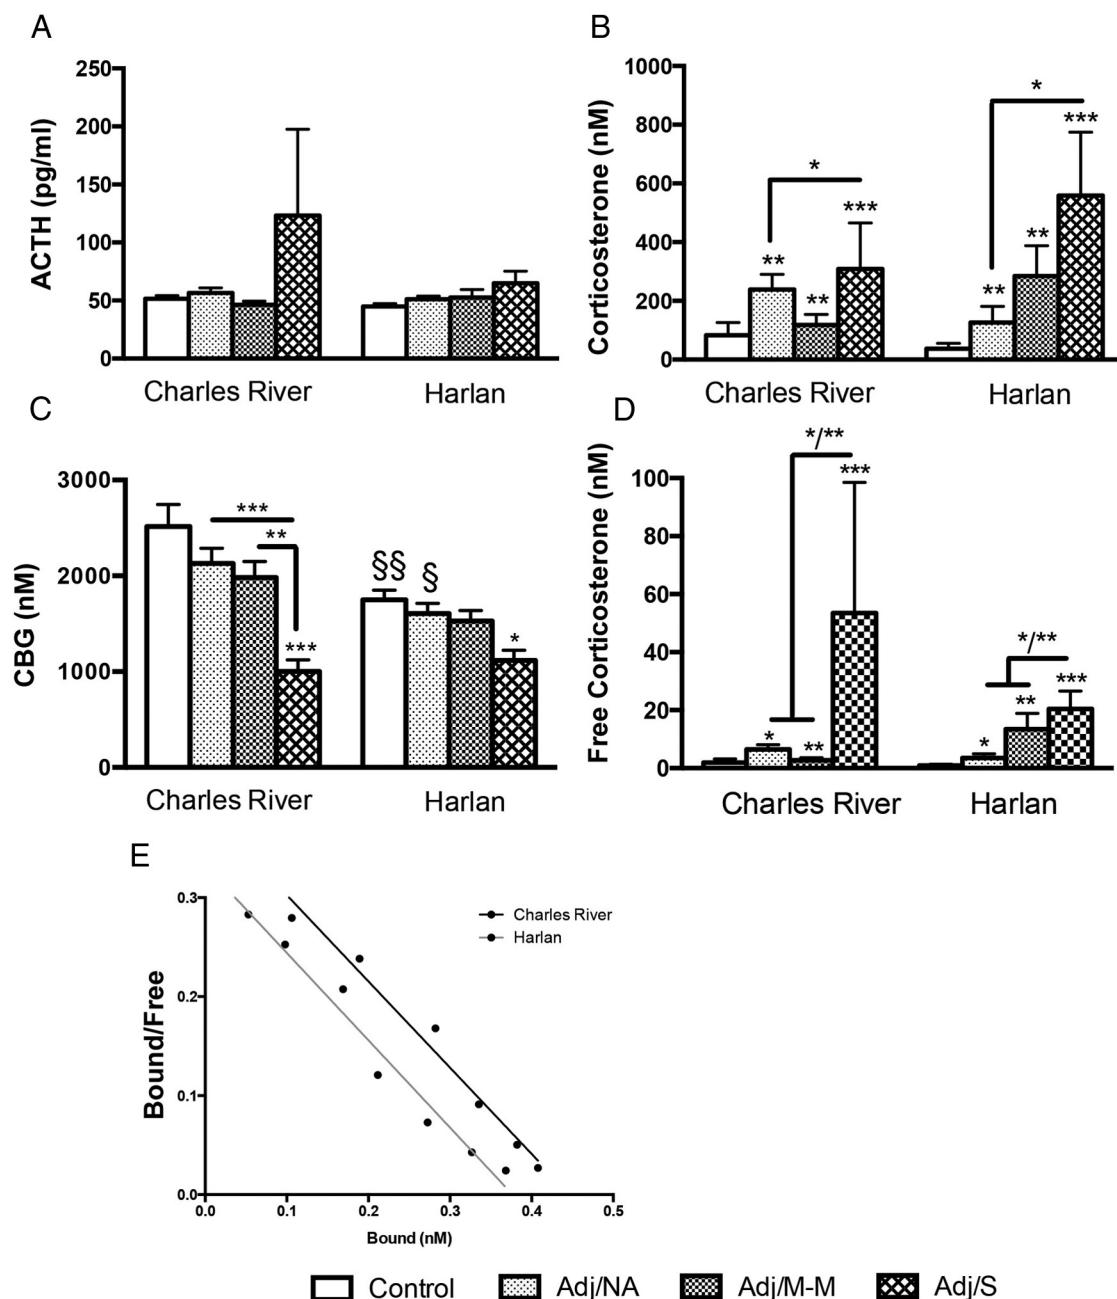 A
ACTH (pg/ml)
250
200
150
100
50
0
Charles River
Harlan
B
Corticosterone (nM)
1000
800
600
400
200
0
*
*
**
**
***
**
**
***
Charles River
Harlan
C
CBG (nM)
3000
2000
1000
0
***
**
***
§§
§
*
Charles River
Harlan
D
Free Corticosterone (nM)
100
80
60
40
20
0
*/**
***
*
**
*/**
*
**
***
Charles River
Harlan
E
Bound/Free
0.3
0.2
0.1
0.0
0.0 0.1 0.2 0.3 0.4 0.5
Bound (nM)
Charles River
Harlan
Control Adj/NA Adj/M-M Adj/S